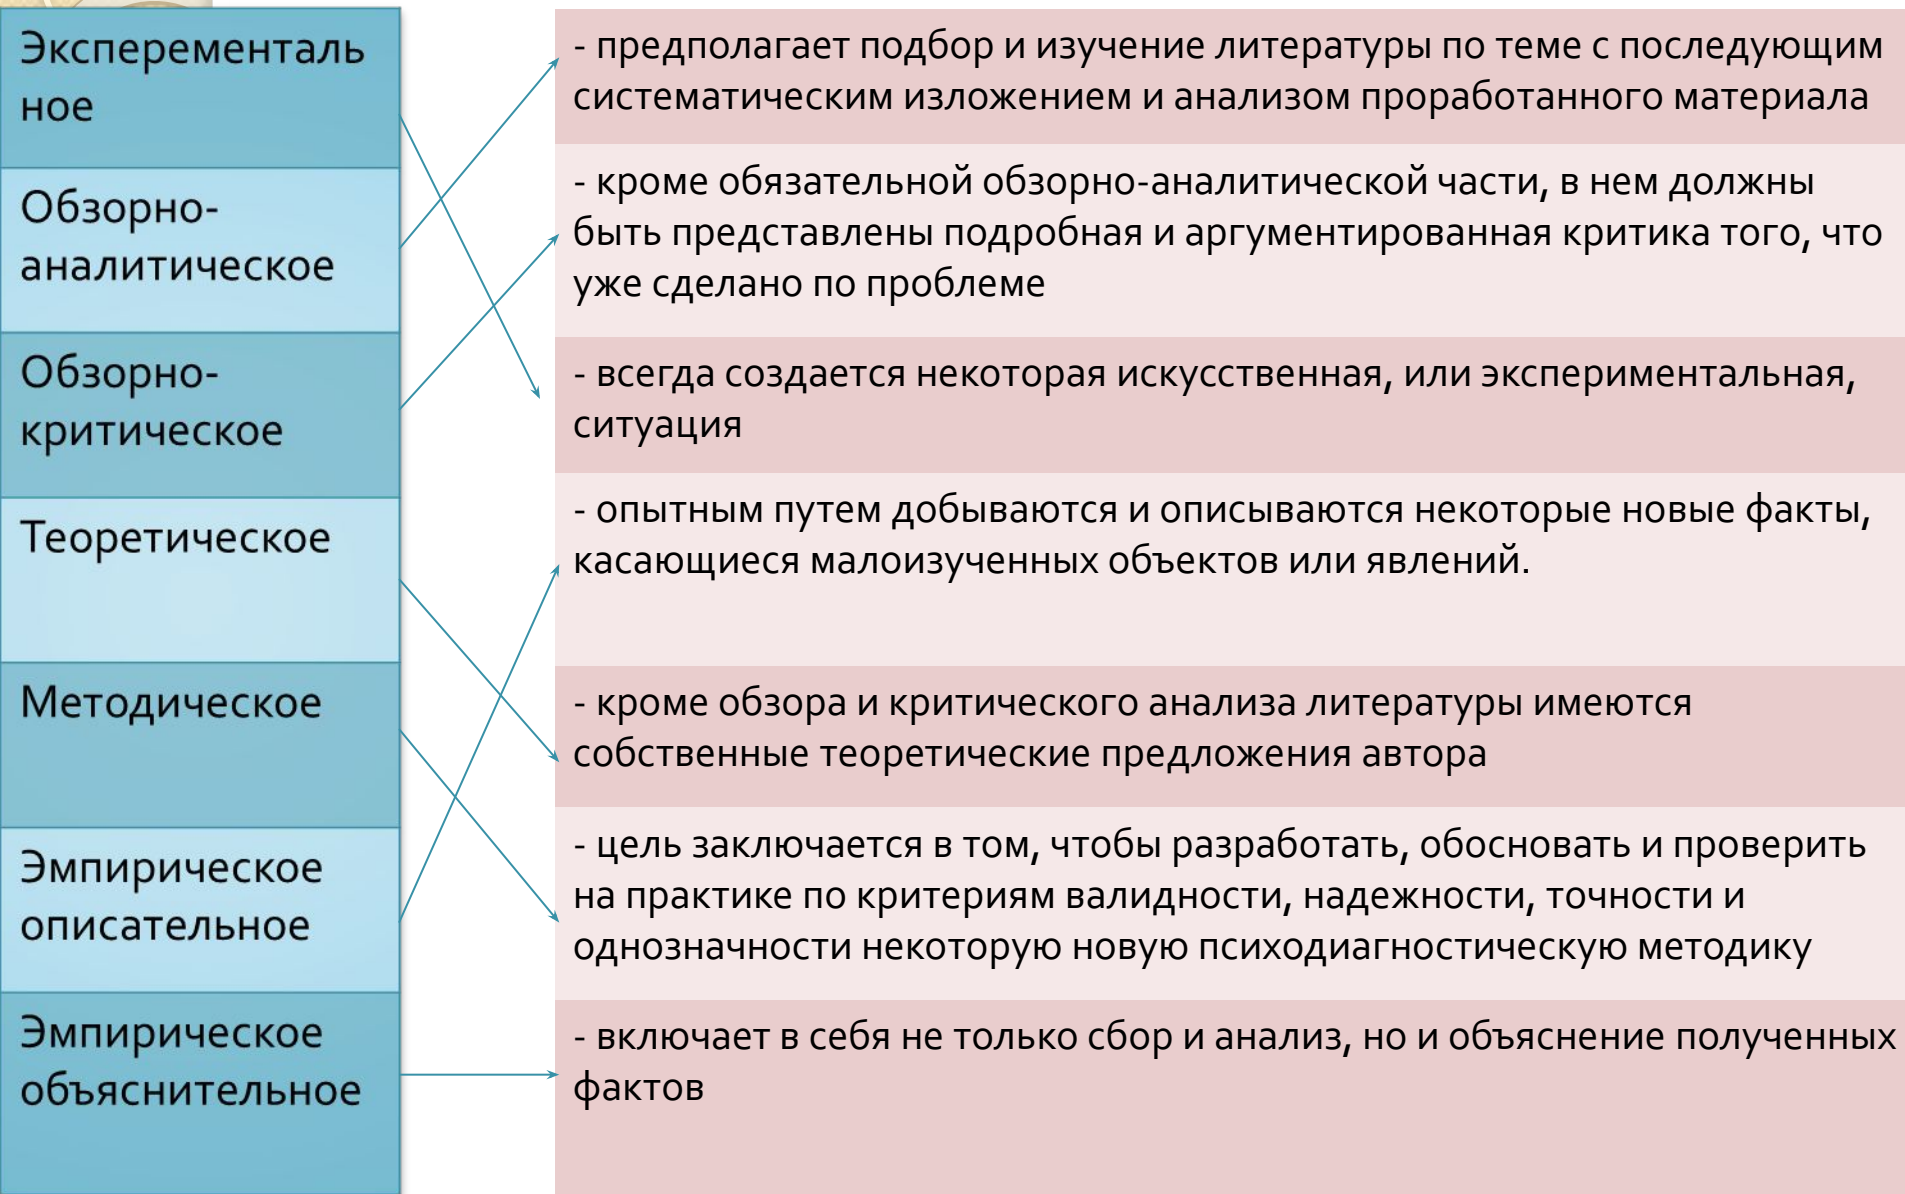 Эксперементаль
ное
Обзорно-
аналитическое
Обзорно-
критическое
Теоретическое
Методическое
Эмпирическое
описательное
Эмпирическое
объяснительное
- предполагает подбор и изучение литературы по теме с последующим
систематическим изложением и анализом проработанного материала
- кроме обязательной обзорно-аналитической части, в нем должны
быть представлены подробная и аргументированная критика того, что
уже сделано по проблеме
- всегда создается некоторая искусственная, или экспериментальная,
ситуация
- опытным путем добываются и описываются некоторые новые факты,
касающиеся малоизученных объектов или явлений.
- кроме обзора и критического анализа литературы имеются
собственные теоретические предложения автора
- цель заключается в том, чтобы разработать, обосновать и проверить
на практике по критериям валидности, надежности, точности и
однозначности некоторую новую психодиагностическую методику
- включает в себя не только сбор и анализ, но и объяснение полученных
фактов